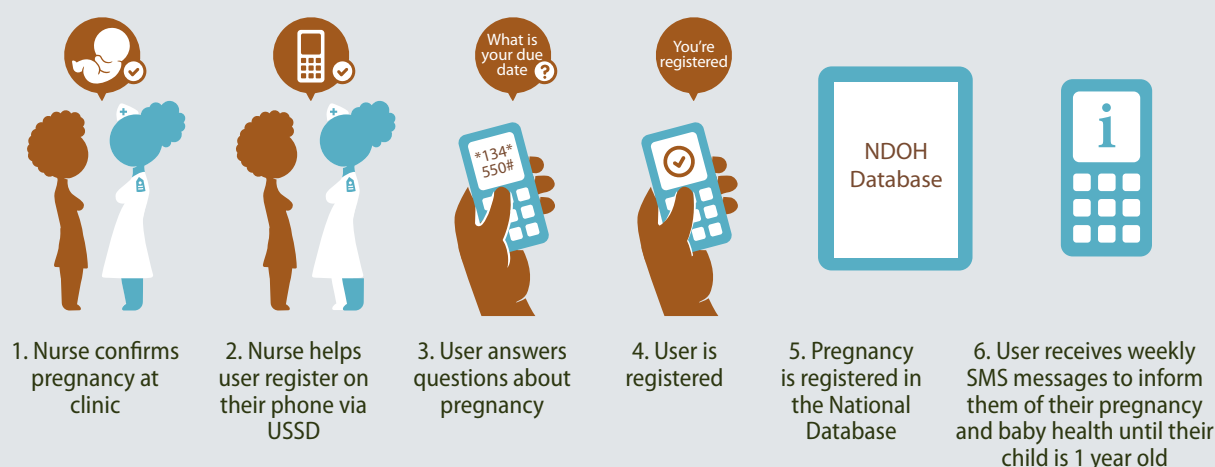 What is
your due
date ?
You're
registered
*134*
550#
NDOH
Database
i
1. Nurse confirms
pregnancy at
clinic
2. Nurse helps
user register on
their phone via
USSD
3. User answers
questions about
pregnancy
4. User is
registered
5. Pregnancy
is registered in
the National
Database
6. User receives weekly
SMS messages to inform
them of their pregnancy
and baby health until their
child is 1 year old